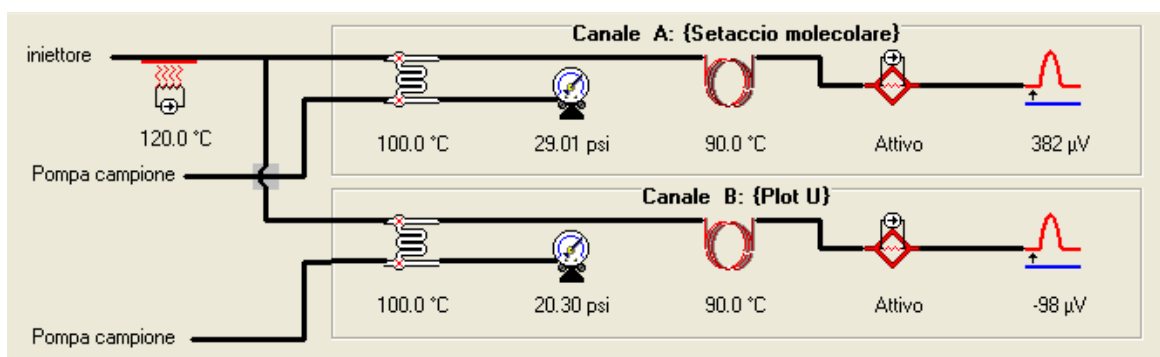 Canale A: {Setaccio molecolare}
iniettore
120.0 °C
100.0 °C 29.01 psi 90.0 °C Attivo 382 µV
Pompa campione
Canale B: {Plot U}
100.0 °C 20.30 psi 90.0 °C Attivo -98 µV
Pompa campione